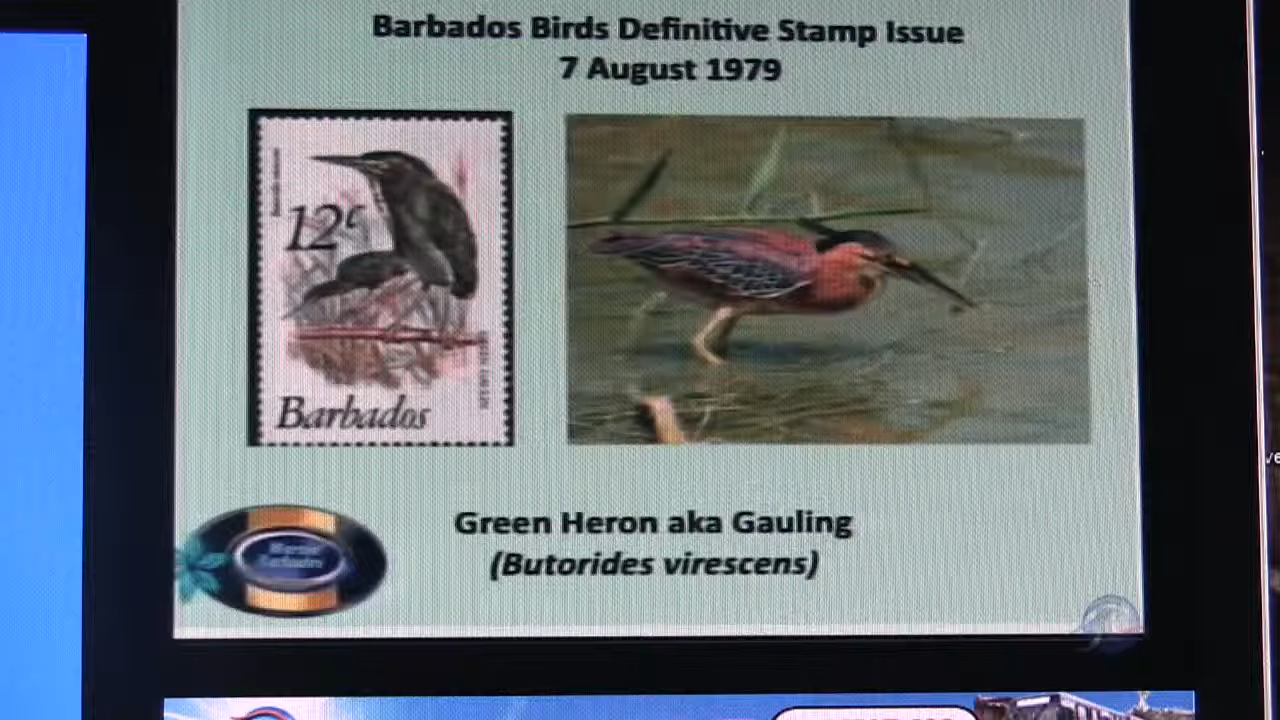 Barbados Birds Definitive Stamp Issue
7 August 1979
12c
Barbados
Green Heron aka Gauling
(Butorides virescens)